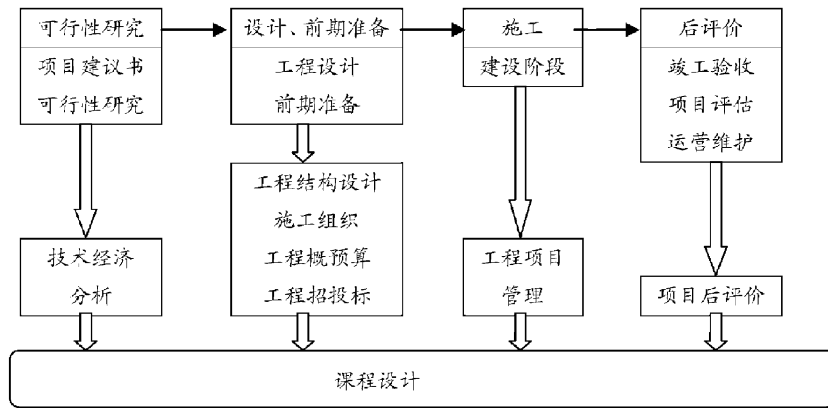 可行性研究
项目建议书
可行性研究
设计、前期准备
工程设计
前期准备
施工
建设阶段
后评价
竣工验收
项目评估
运营维护
技术经济
分析
工程结构设计
施工组织
工程概预算
工程招投标
工程项目
管理
项目后评价
课程设计